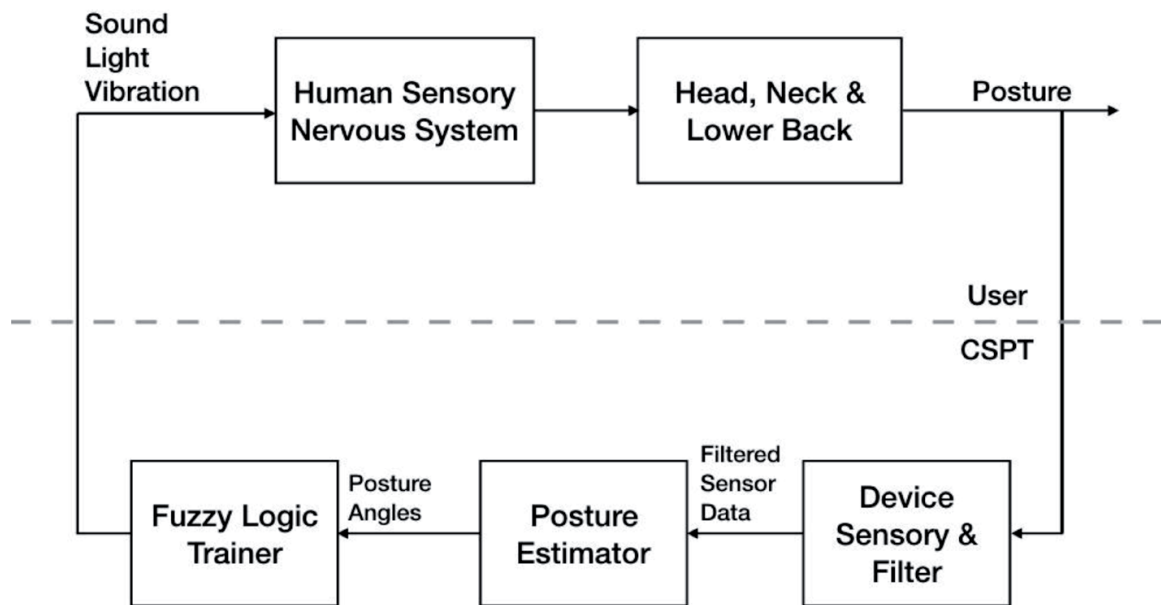 Sound
Light
Vibration
Human Sensory
Nervous System
Head, Neck &
Lower Back
Posture
User
CSPT
Fuzzy Logic
Trainer
Posture
Angles
Posture
Estimator
Filtered
Sensor
Data
Device
Sensory &
Filter